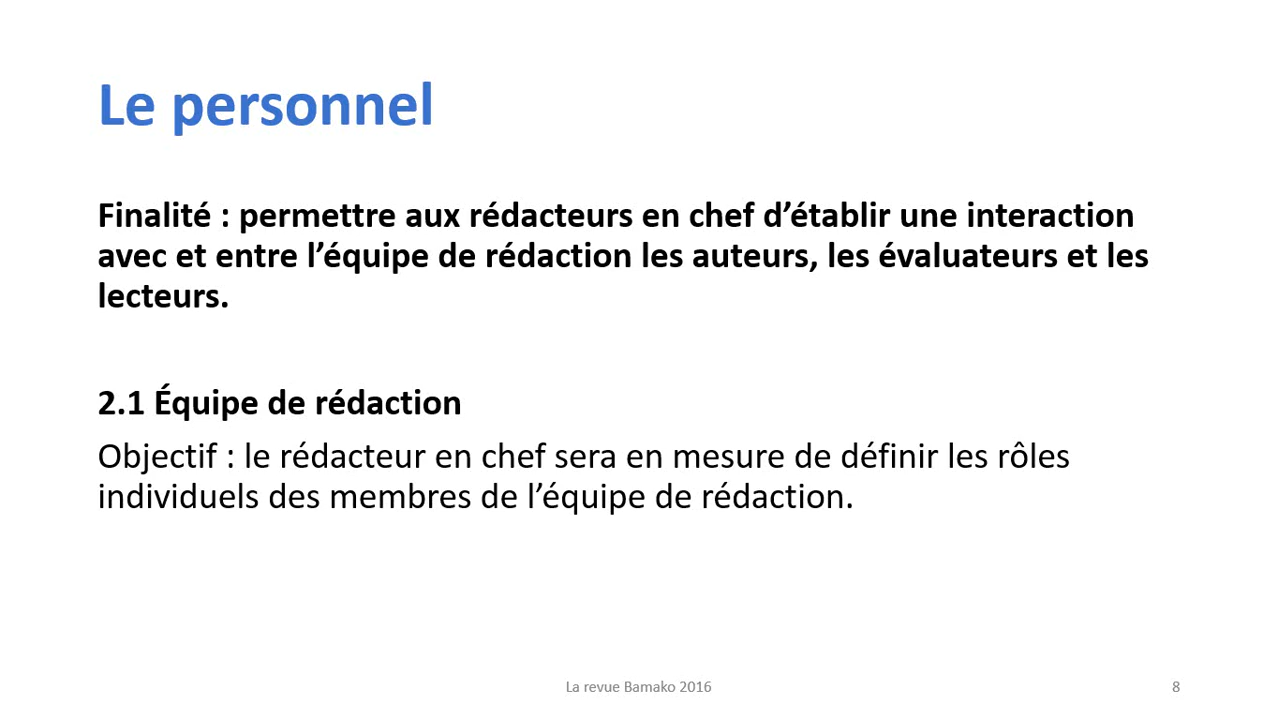 Le personnel
Finalité : permettre aux rédacteurs en chef d’établir une interaction
avec et entre l’équipe de rédaction les auteurs, les évaluateurs et les
lecteurs.
2.1 Équipe de rédaction
Objectif : le rédacteur en chef sera en mesure de définir les rôles
individuels des membres de l’équipe de rédaction.
La revue Bamako 2016
8